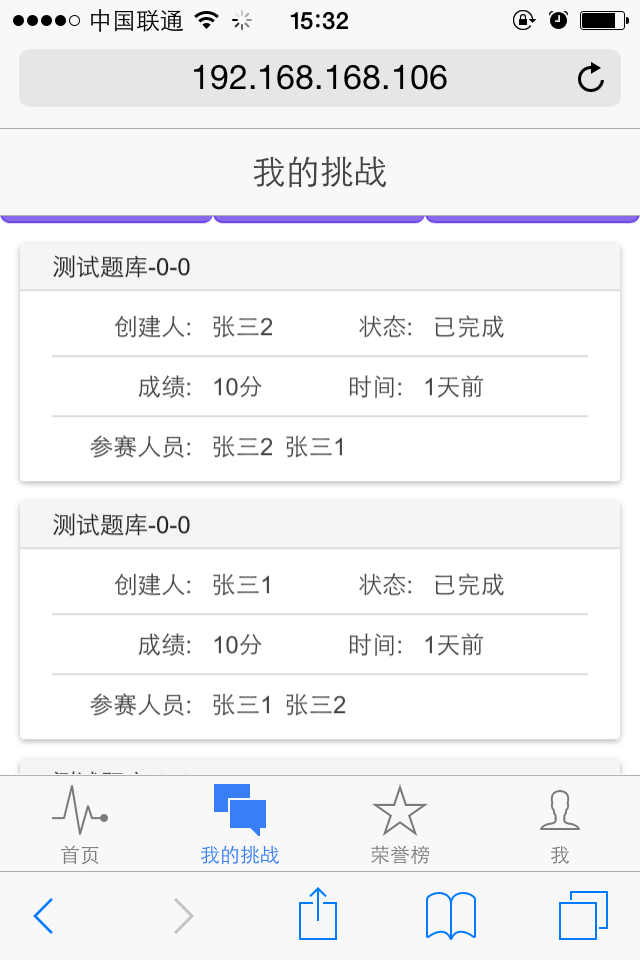 中国联通 15:32
192.168.168.106
我的挑战
测试题库-0-0
创建人: 张三2 状态: 已完成
成绩: 10分 时间: 1天前
参赛人员: 张三2 张三1
测试题库-0-0
创建人: 张三1 状态: 已完成
成绩: 10分 时间: 1天前
参赛人员: 张三1 张三2
首页 我的挑战 荣誉榜 我